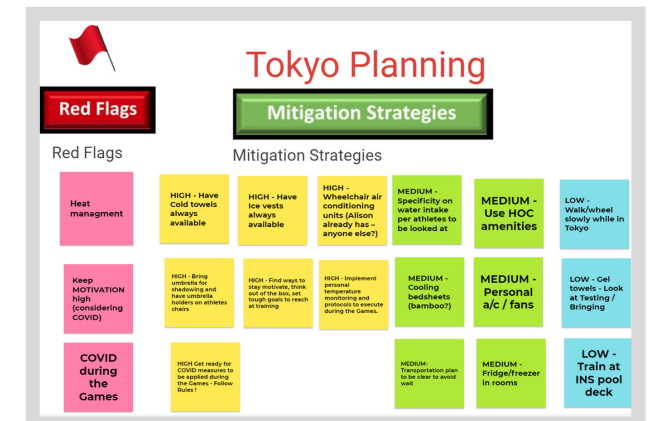 Tokyo Planning
Red Flags
Mitigation Strategies
Red Flags
Mitigation Strategies
Heat
managment
HIGH - Have
Cold towels
always
available
HIGH - Have
Ice vests
always
available
HIGH -
Wheelchair air
conditioning
units (Alison
already has –
anyone else?)
MEDIUM -
Specificity on
water intake
per athletes to
be looked at
MEDIUM -
Use HOC
amenities
LOW -
Walk/wheel
slowly while in
Tokyo
Keep
MOTIVATION
high
(considering
COVID)
HIGH - Bring
umbrella for
shadowing and
have umbrella
holders on athletes
chairs
HIGH - Find ways to
stay motivate, think
out of the box, set
tough goals to reach
at training
HIGH - Implement
personal
temperature
monitoring and
protocols to execute
during the Games.
MEDIUM -
Cooling
bedsheets
(bamboo?)
MEDIUM -
Personal
a/c / fans
LOW - Gel
towels - Look
at Testing /
Bringing
COVID
during
the
Games
HIGH Get ready for
COVID measures to
be applied during
the Games - Follow
Rules !
MEDIUM-
Transportation plan
to be clear to avoid
wait
MEDIUM -
Fridge/freezer
in rooms
LOW -
Train at
INS pool
deck